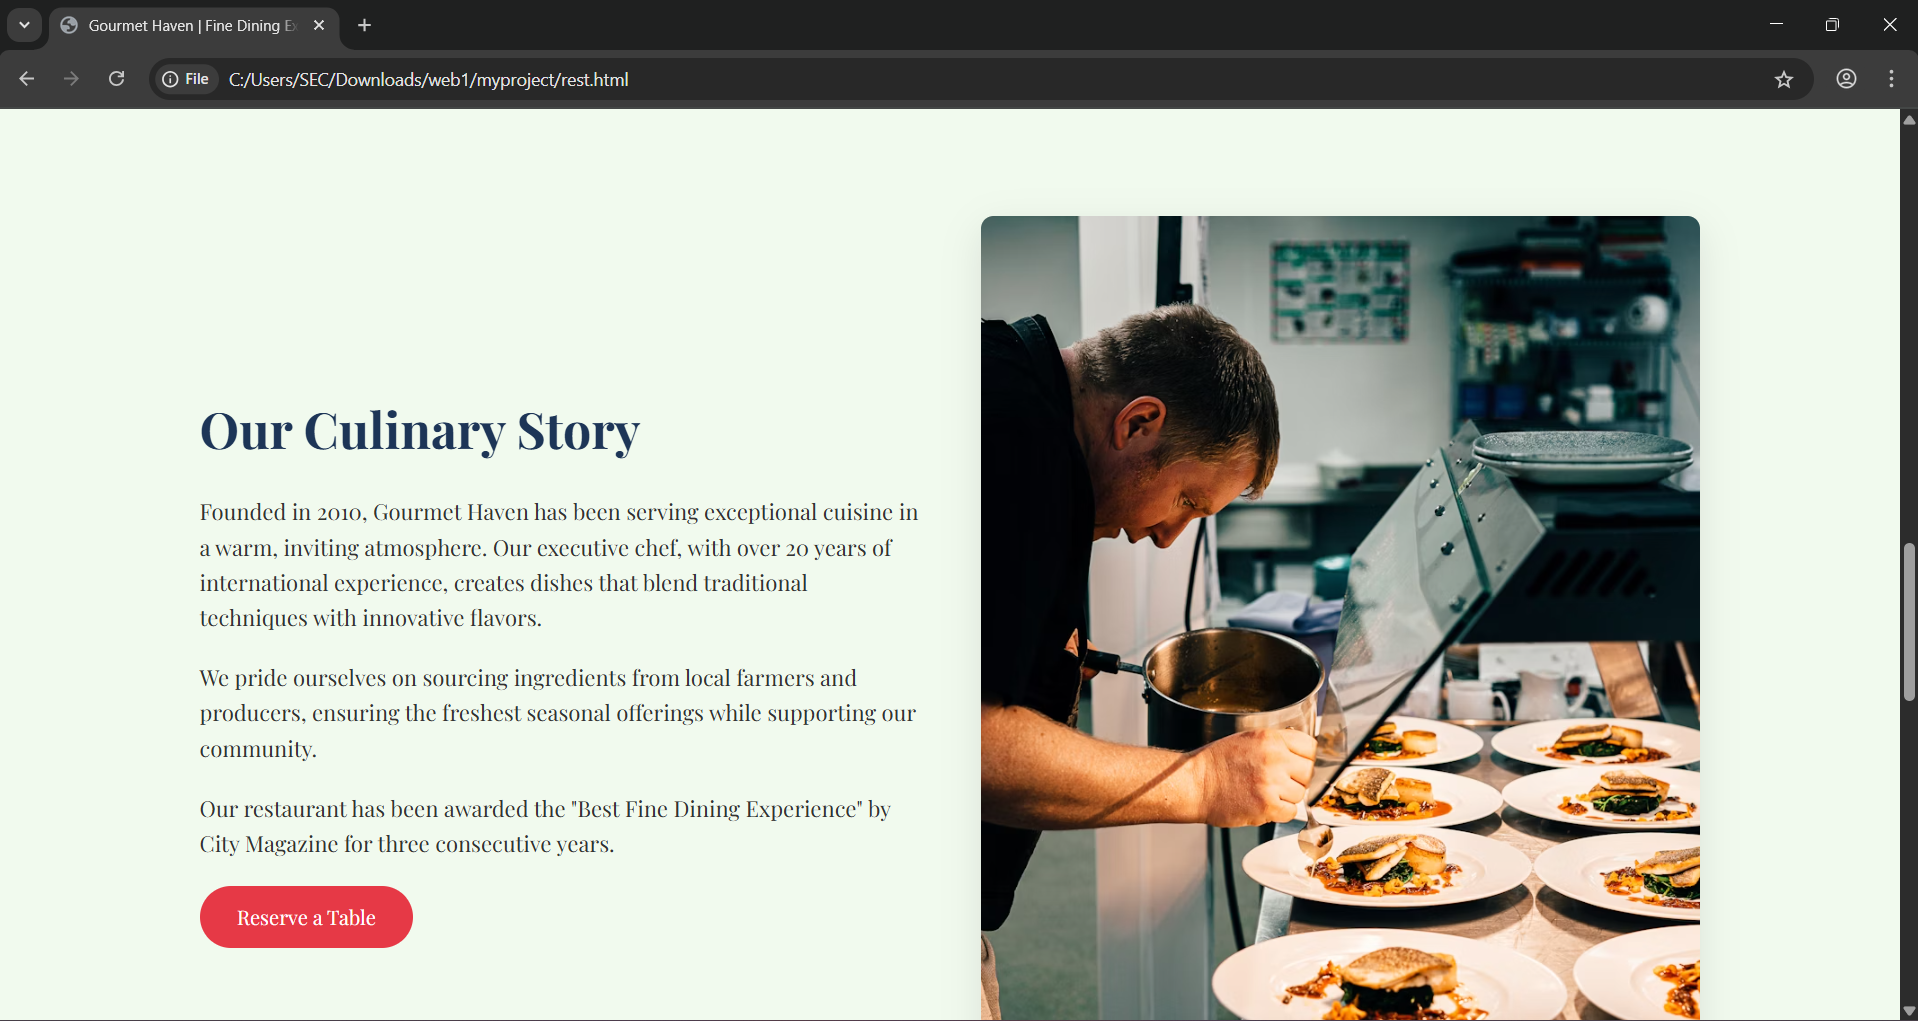 Gourmet Haven | Fine Dining Ex
File
C:/Users/SEC/Downloads/web1/myproject/rest.html
Our Culinary Story
Founded in 2010, Gourmet Haven has been serving exceptional cuisine in
a warm, inviting atmosphere. Our executive chef, with over 20 years of
international experience, creates dishes that blend traditional
techniques with innovative flavors.
We pride ourselves on sourcing ingredients from local farmers and
producers, ensuring the freshest seasonal offerings while supporting our
community.
Our restaurant has been awarded the "Best Fine Dining Experience" by
City Magazine for three consecutive years.
Reserve a Table